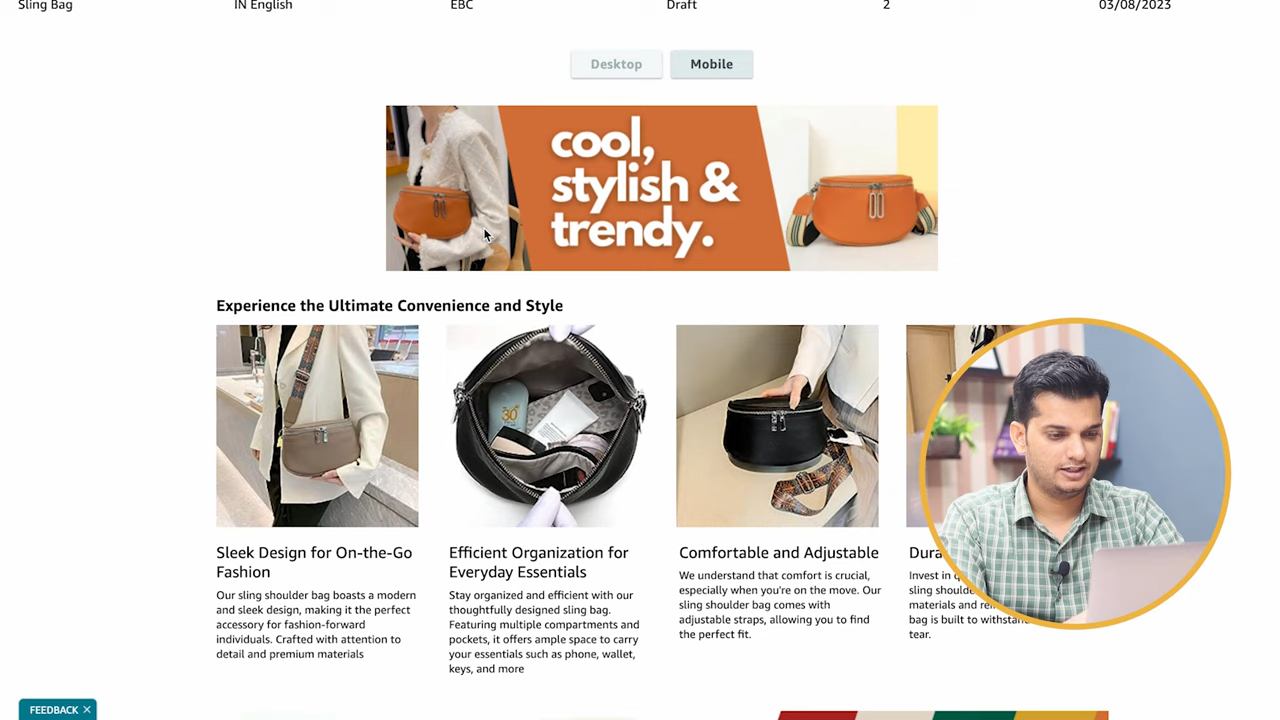 Sling Bag
IN English
EBC
Draft
2
03/08/2023
Desktop
Mobile
cool,
stylish &
trendy.
Experience the Ultimate Convenience and Style
30
Sleek Design for On-the-Go
Fashion
Our sling shoulder bag boasts a modern
and sleek design, making it the perfect
accessory for fashion-forward
individuals. Crafted with attention to
detail and premium materials
Efficient Organization for
Everyday Essentials
Stay organized and efficient with our
thoughtfully designed sling bag.
Featuring multiple compartments and
pockets, it offers ample space to carry
your essentials such as phone, wallet,
keys, and more
Comfortable and Adjustable
We understand that comfort is crucial,
especially when you're on the move. Our
sling shoulder bag comes with
adjustable straps, allowing you to find
the perfect fit.
Invest in
sling
materials and
bag is built to
tear.
FEEDBACK